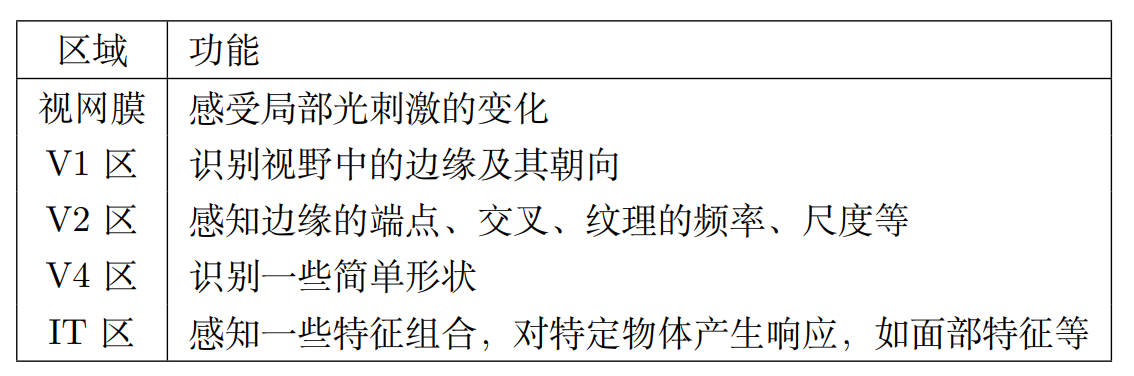 区域 功能
视网膜 感受局部光刺激的变化
V1 区 识别视野中的边缘及其朝向
V2 区 感知边缘的端点、交叉、纹理的频率、尺度等
V4 区 识别一些简单形状
IT 区 感知一些特征组合，对特定物体产生响应，如面部特征等